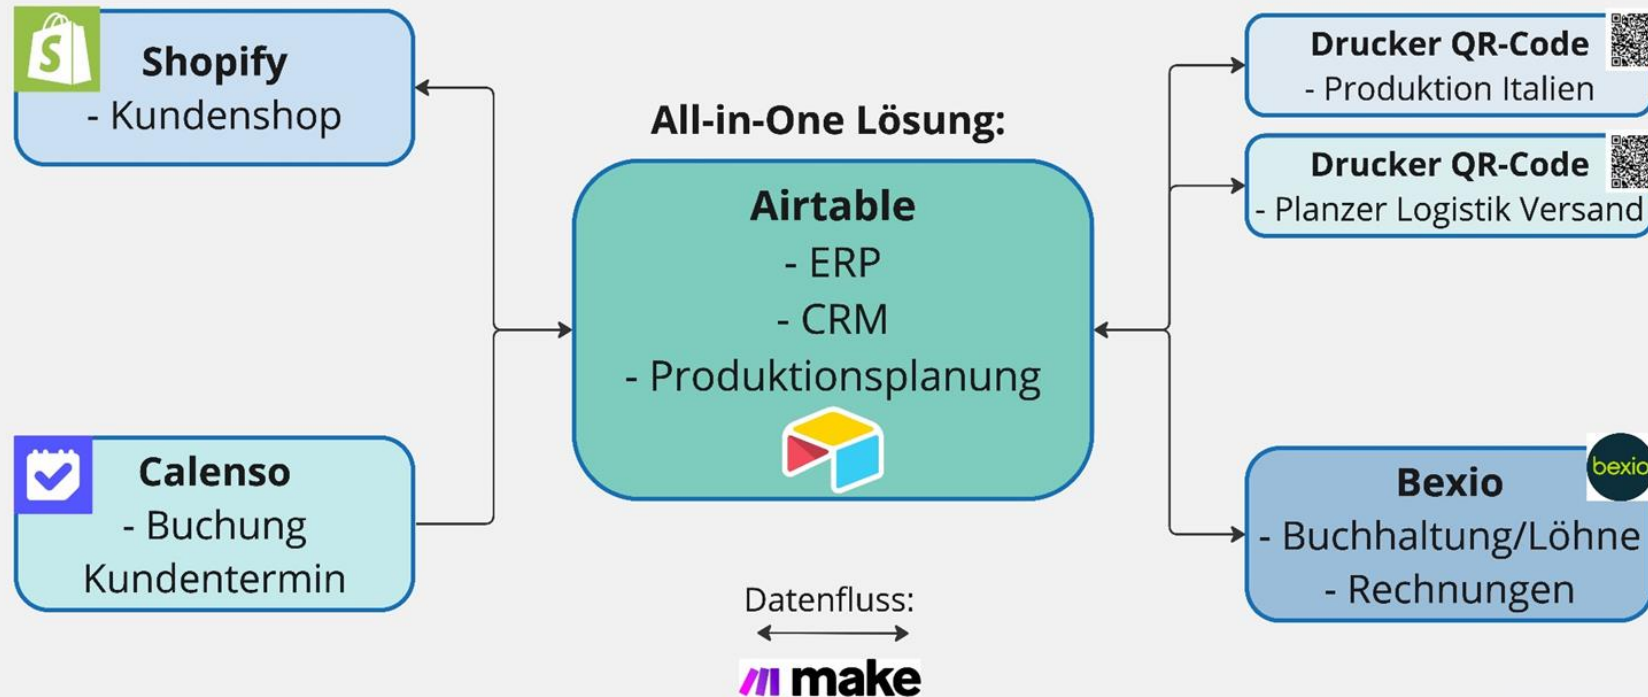 Shopify
- Kundenshop
All-in-One Lösung:
Airtable
- ERP
- CRM
- Produktionsplanung
Calenso
- Buchung
Kundentermin
Drucker QR-Code
- Produktion Italien
Drucker QR-Code
- Planzer Logistik Versand
bexio
Bexio
- Buchhaltung/Löhne
- Rechnungen
Datenfluss:
make